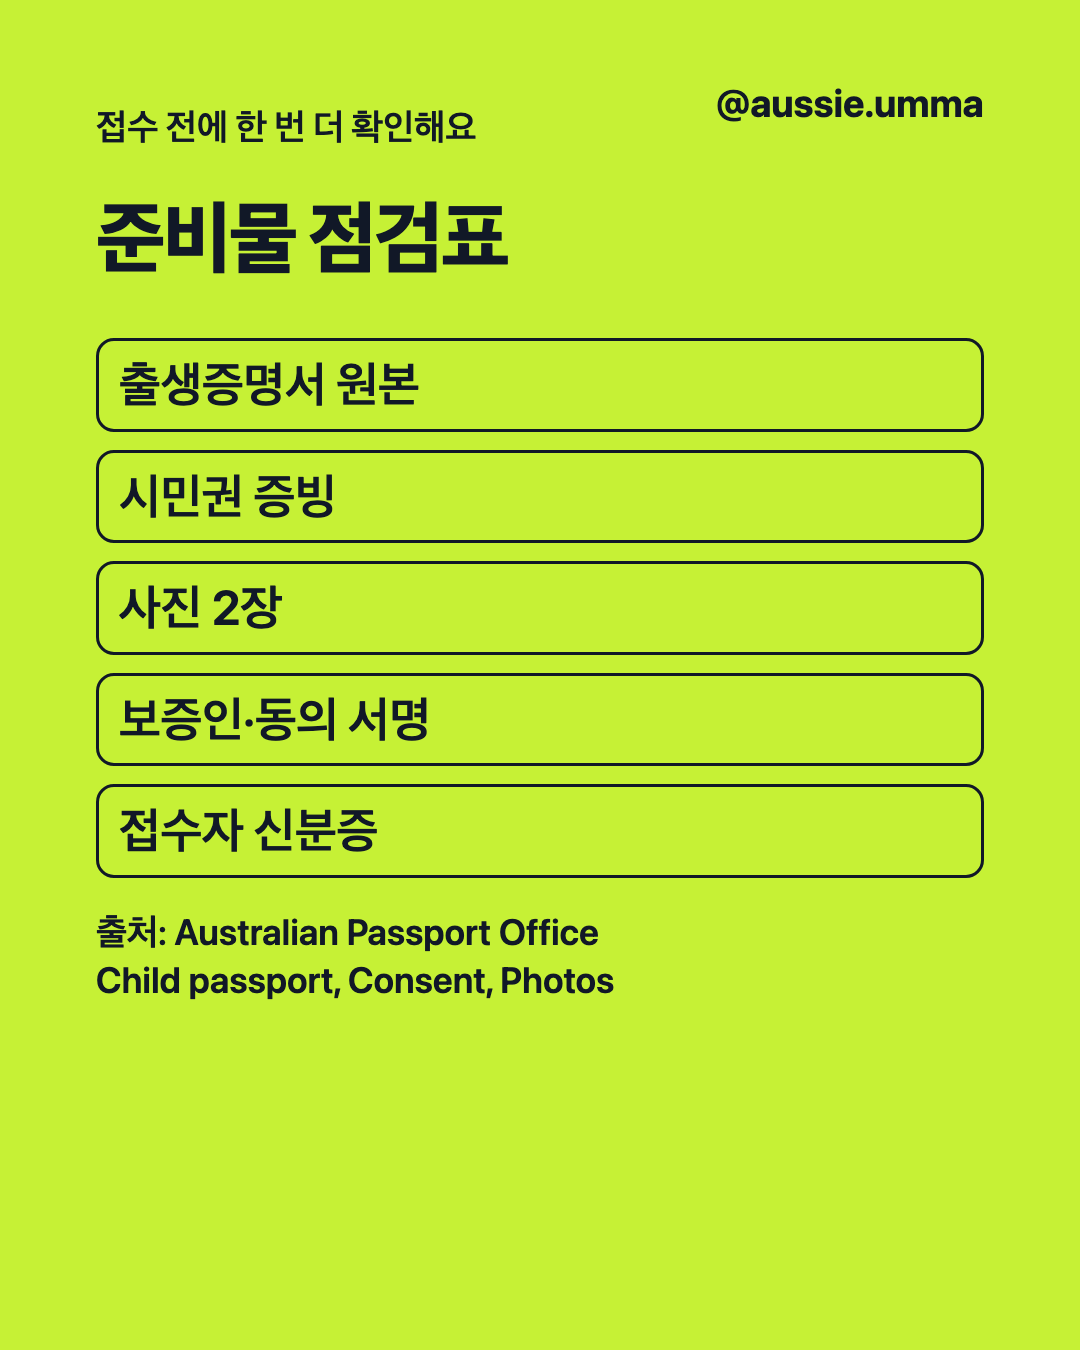 접수 전에 한 번 더 확인해요
@aussie.umma
준비물 점검표
출생증명서 원본
시민권 증빙
사진 2장
보증인·동의 서명
접수자 신분증
출처: Australian Passport Office
Child passport, Consent, Photos